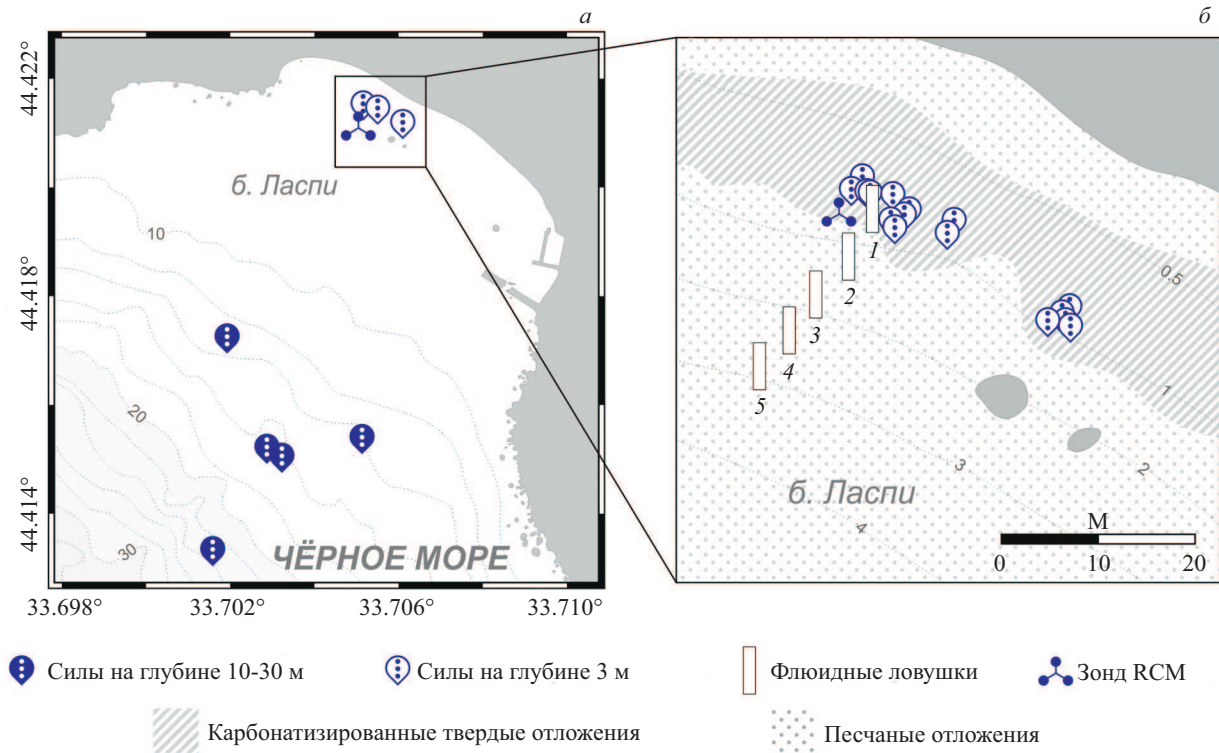 а
б
44.422°
44.418°
44.414°
б. Ласпи
10
20
30
ЧЁРНОЕ МОРЕ
33.698°
33.702°
33.706°
33.710°
1
2
3
4
5
0.5
1
2
3
4
б. Ласпи
М
0
10
20
Силы на глубине 10-30 м
Силы на глубине 3 м
Флюидные ловушки
Зонд RCM
Карбонатизированные твердые отложения
Песчаные отложения